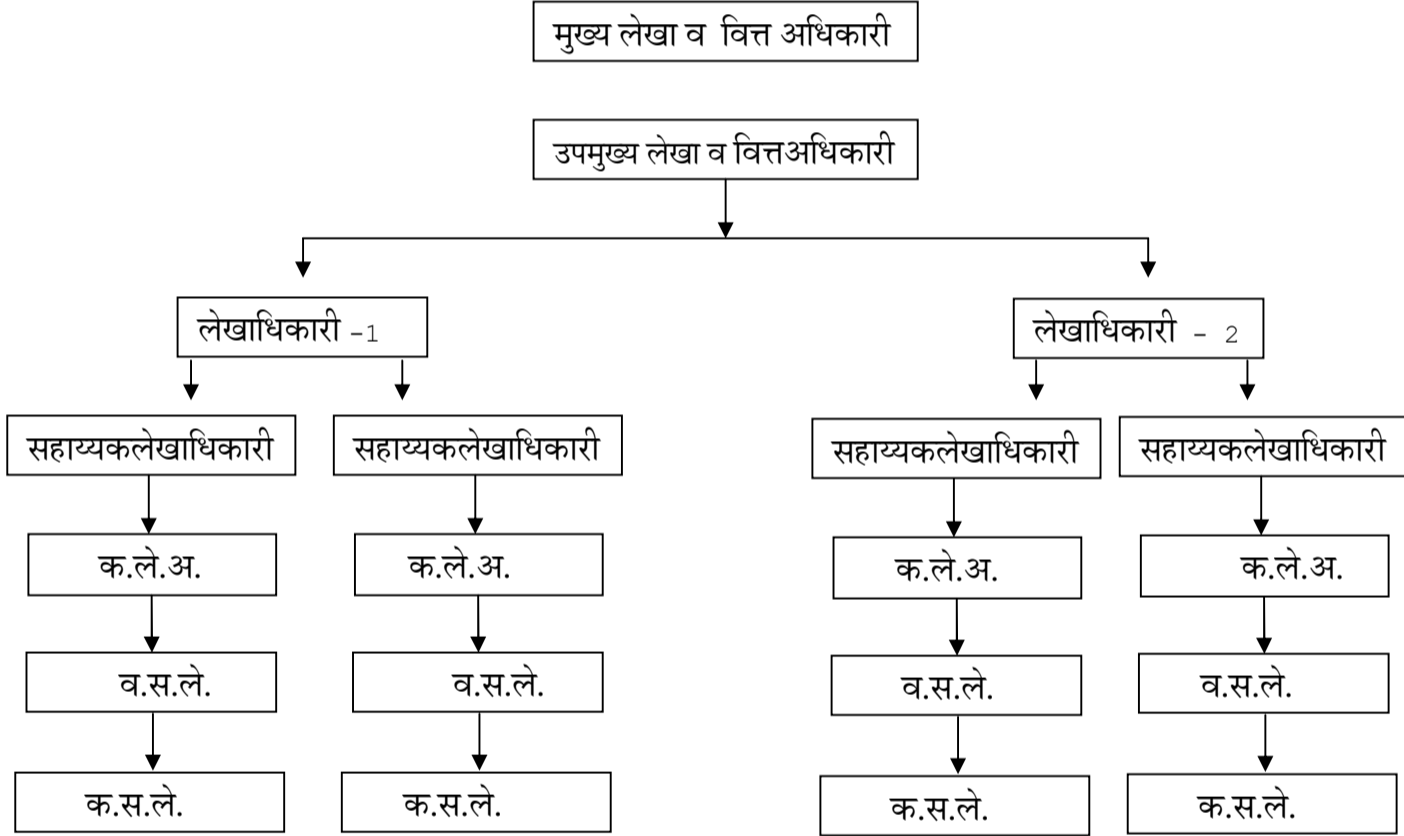 मुख्य लेखा व वित्त अधिकारी
उपमुख्य लेखा व वित्तअधिकारी
लेखाधिकारी -1
लेखाधिकारी - 2
सहाय्यकलेखाधिकारी
सहाय्यकलेखाधिकारी
सहाय्यकलेखाधिकारी
सहाय्यकलेखाधिकारी
क.ले.अ.
क.ले.अ.
क.ले.अ.
क.ले.अ.
व.स.ले.
व.स.ले.
व.स.ले.
व.स.ले.
क.स.ले.
क.स.ले.
क.स.ले.
क.स.ले.